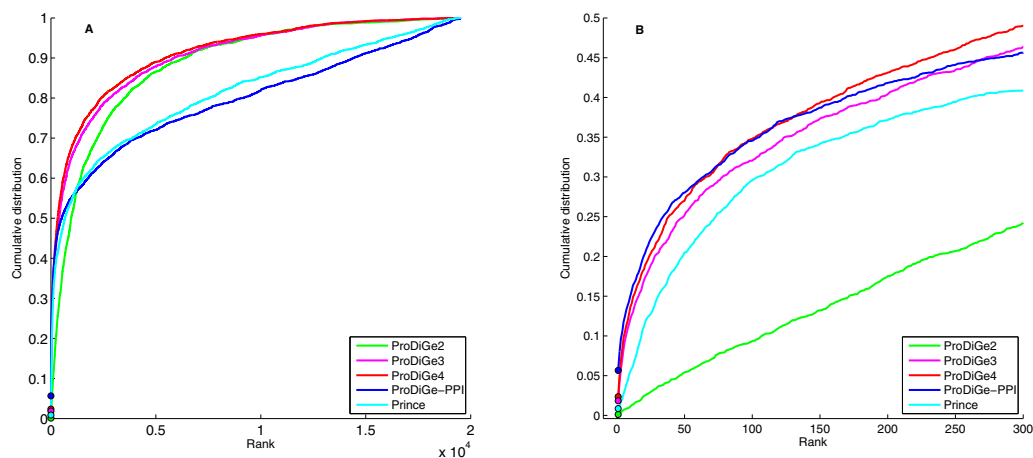 A
Cumulative distribution
1
0.9
0.8
0.7
0.6
0.5
0.4
0.3
0.2
0.1
0
0
0.5
1
1.5
2
Rank
x 10^4
ProDiGe2
ProDiGe3
ProDiGe4
ProDiGe−PPI
Prince
B
Cumulative distribution
0.5
0.45
0.4
0.35
0.3
0.25
0.2
0.15
0.1
0.05
0
0
50
100
150
200
250
300
Rank
ProDiGe2
ProDiGe3
ProDiGe4
ProDiGe−PPI
Prince